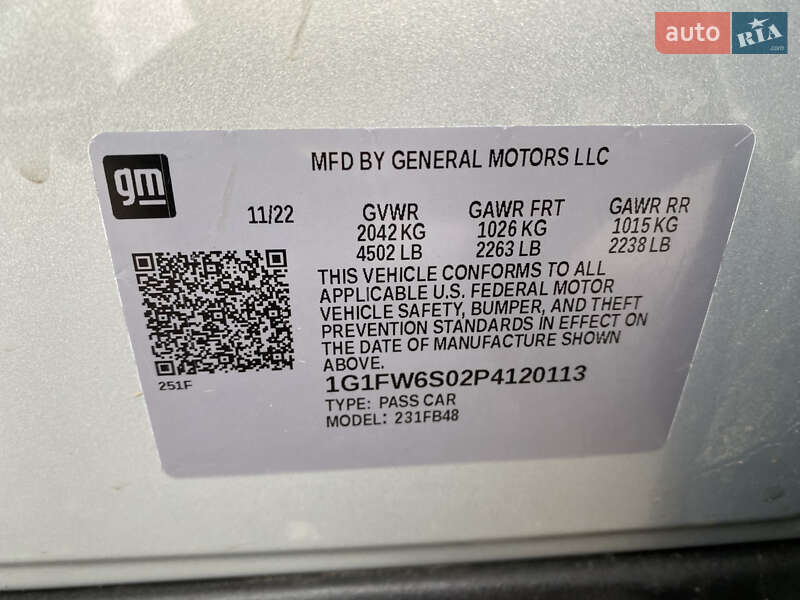 auto RIA
gm
MFD BY GENERAL MOTORS LLC
11/22
GVWR
2042 KG
4502 LB
GAWR FRT
1026 KG
2263 LB
GAWR RR
1015 KG
2238 LB
THIS VEHICLE CONFORMS TO ALL
APPLICABLE U.S. FEDERAL MOTOR
VEHICLE SAFETY, BUMPER, AND THEFT
PREVENTION STANDARDS IN EFFECT ON
THE DATE OF MANUFACTURE SHOWN
ABOVE.
251F
1G1FW6S02P4120113
TYPE: PASS CAR
MODEL: 231FB48